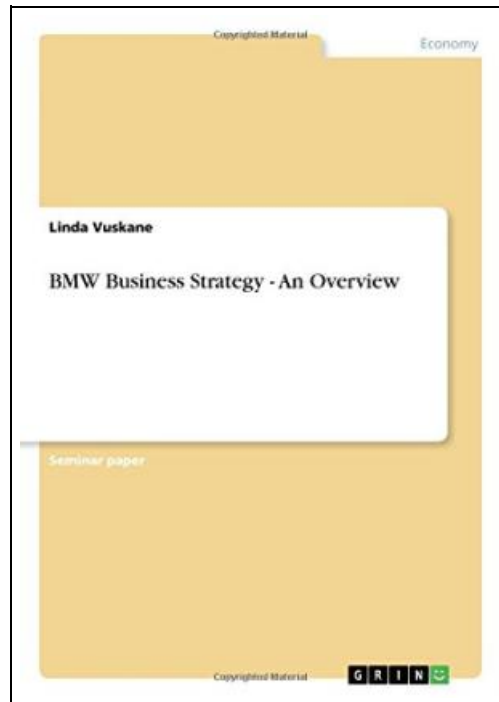 Copyrighted Material
Economy
Linda Vuskane
BMW Business Strategy - An Overview
Seminar paper
Copyrighted Material
GRIN